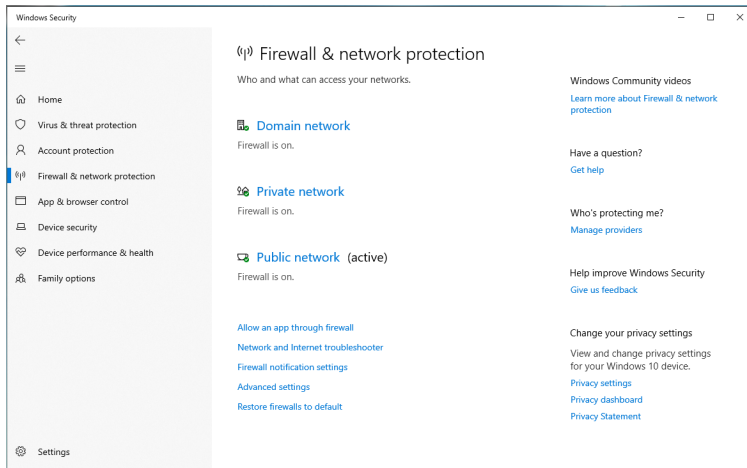 Windows Security
Home
Virus & threat protection
Account protection
Firewall & network protection
App & browser control
Device security
Device performance & health
Family options
Settings
Firewall & network protection
Who and what can access your networks.
Domain network
Firewall is on.
Private network
Firewall is on.
Public network (active)
Firewall is on.
Allow an app through firewall
Network and Internet troubleshooter
Firewall notification settings
Advanced settings
Restore firewalls to default
Windows Community videos
Learn more about Firewall & network
protection
Have a question?
Get help
Who's protecting me?
Manage providers
Help improve Windows Security
Give us feedback
Change your privacy settings
View and change privacy settings
for your Windows 10 device.
Privacy settings
Privacy dashboard
Privacy Statement